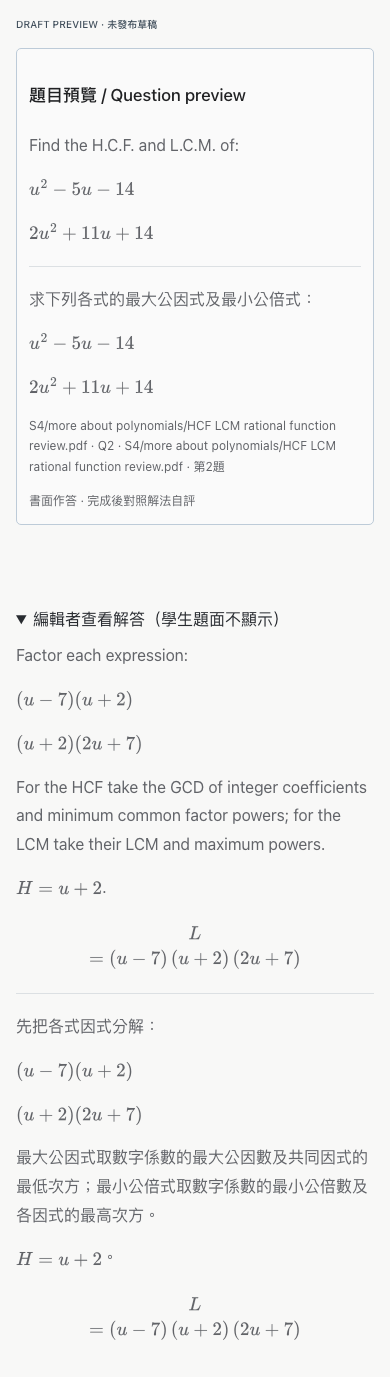 DRAFT PREVIEW · 未發布草稿
題目預覽 / Question preview
Find the H.C.F. and L.C.M. of:
u² − 5u − 14
2u² + 11u + 14
求下列各式的最大公因式及最小公倍式：
u² − 5u − 14
2u² + 11u + 14
S4/more about polynomials/HCF LCM rational function
review.pdf · Q2 · S4/more about polynomials/HCF LCM
rational function review.pdf · 第2題
書面作答 · 完成後對照解法自評
▼ 編輯者查看解答（學生題面不顯示）
Factor each expression:
(u − 7)(u + 2)
(u + 2)(2u + 7)
For the HCF take the GCD of integer coefficients
and minimum common factor powers; for the
LCM take their LCM and maximum powers.
H = u + 2.
L
= (u − 7) (u + 2) (2u + 7)
先把各式因式分解：
(u − 7)(u + 2)
(u + 2)(2u + 7)
最大公因式取數字係數的最大公因數及共同因式的
最低次方；最小公倍式取數字係數的最小公倍數及
各因式的最高次方。
H = u + 2。
L
= (u − 7) (u + 2) (2u + 7)